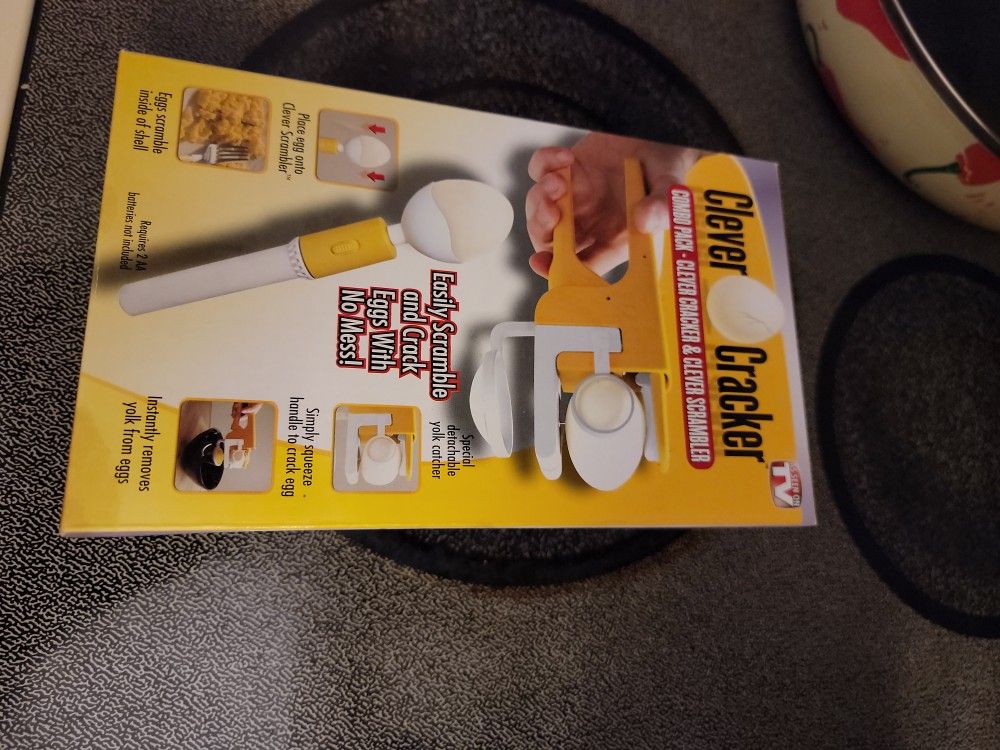 Clever Cracker™
COMBO PACK - CLEVER CRACKER & CLEVER SCRAMBLER
SEEN ON
TV
Easily Scramble
and Crack
Eggs With
No Mess!
Special
detachable
yolk catcher
Place egg onto
Clever Scrambler™
Simply squeeze
handle to crack egg
Eggs scramble
inside of shell
Requires 2 AA
batteries not included
Instantly removes
yolk from eggs